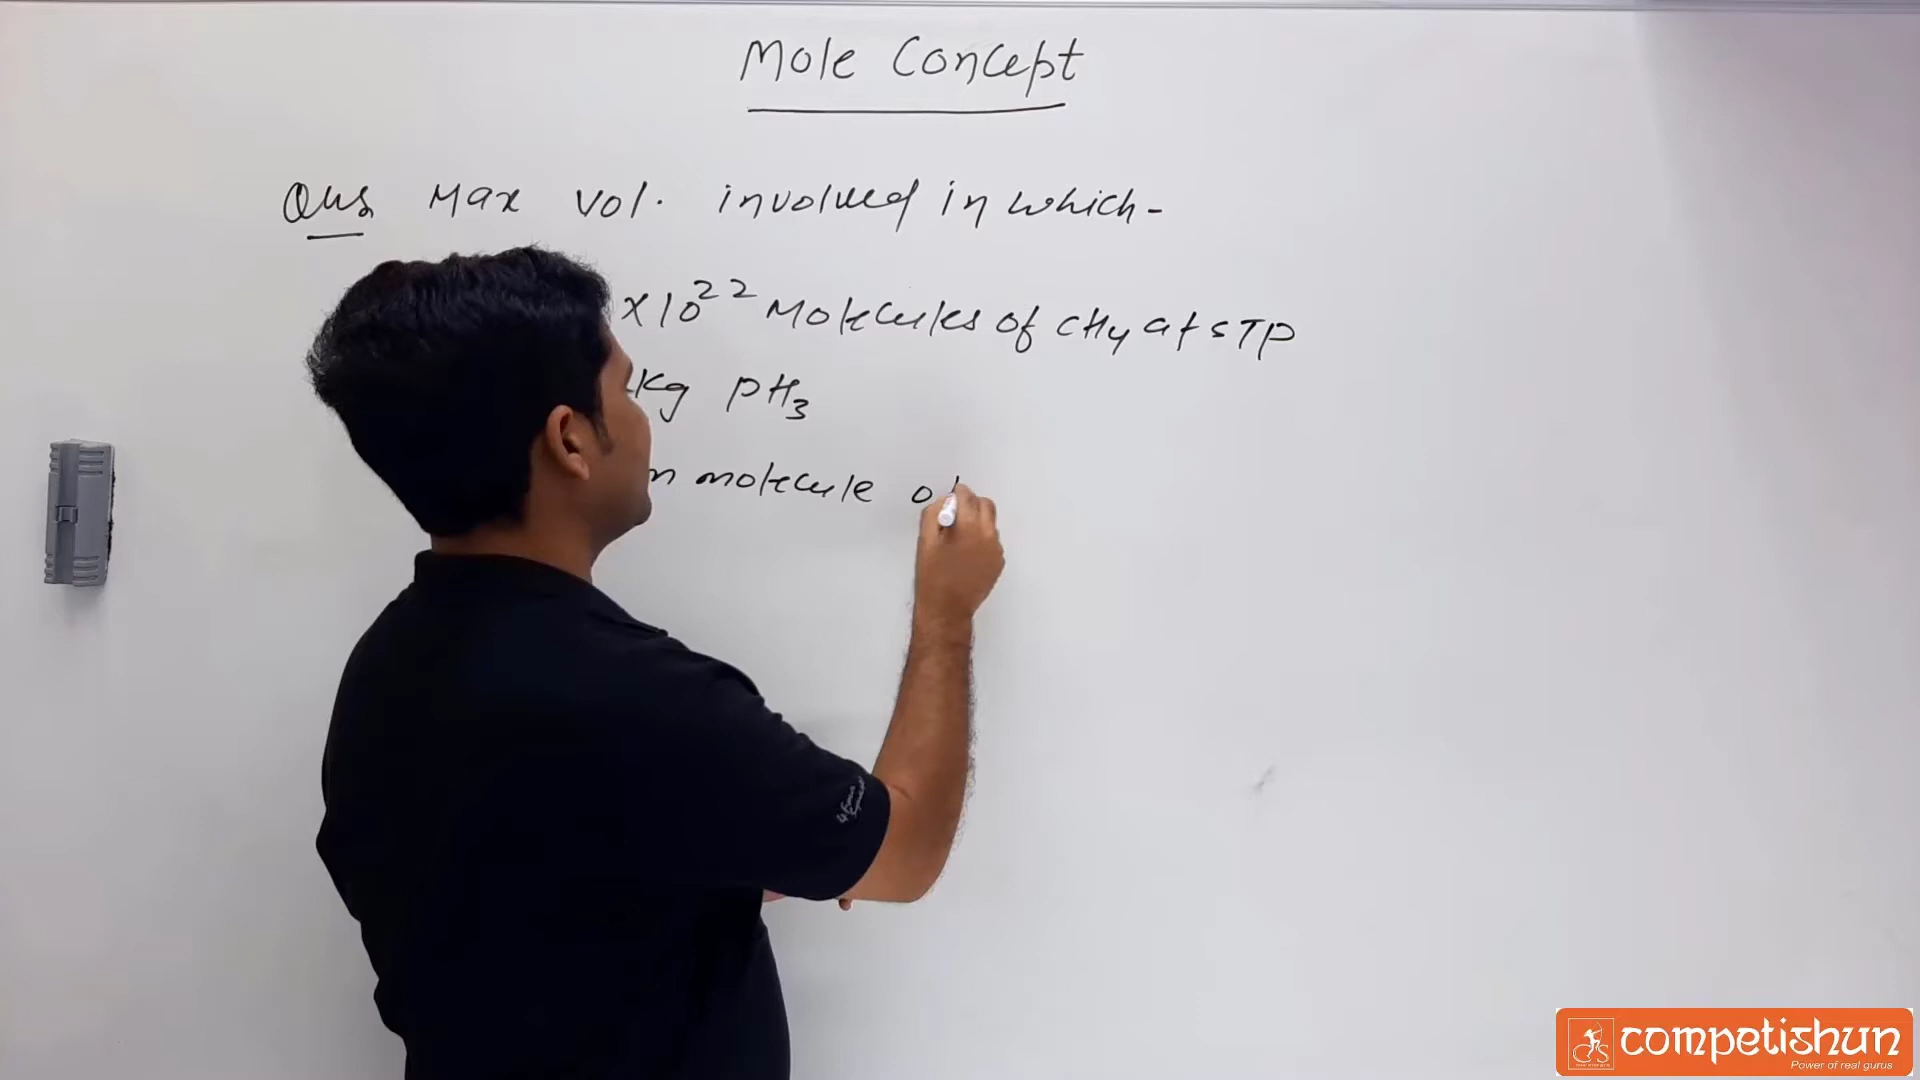 Mole Concept
Ques Max vol. involved in which-
x10²² Molecules of CH4 at STP
kg PH3
m molecule of
competishun
Power of real gurus